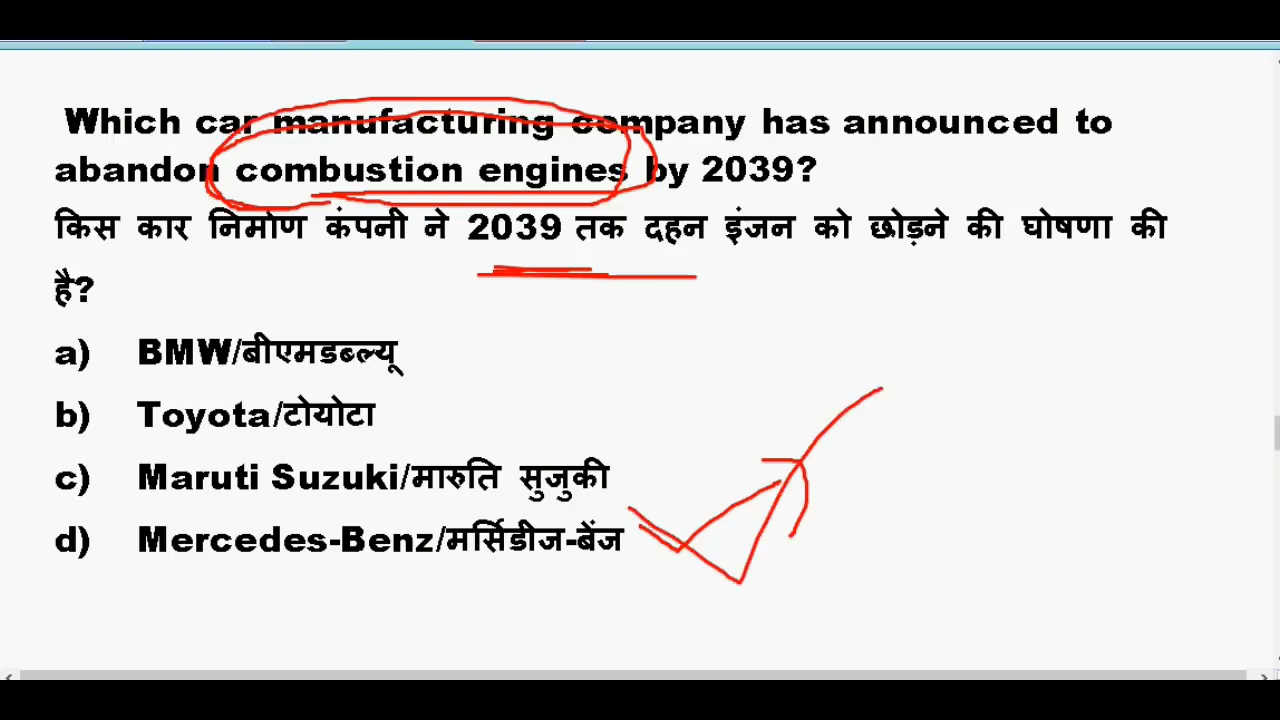 Which car manufacturing company has announced to
abandon combustion engines by 2039?
किस कार निर्माण कंपनी ने 2039 तक दहन इंजन को छोड़ने की घोषणा की
है?
a) BMW/बीएमडब्ल्यू
b) Toyota/टोयोटा
c) Maruti Suzuki/मारुति सुजुकी
d) Mercedes-Benz/मर्सिडीज-बेंज